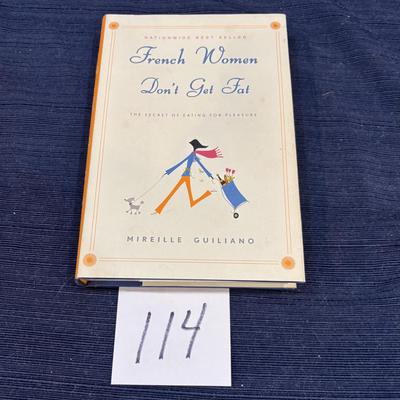 NATIONWIDE BEST SELLER
French Women
Don't Get Fat
THE SECRET OF EATING FOR PLEASURE
MIREILLE GUILIANO
114